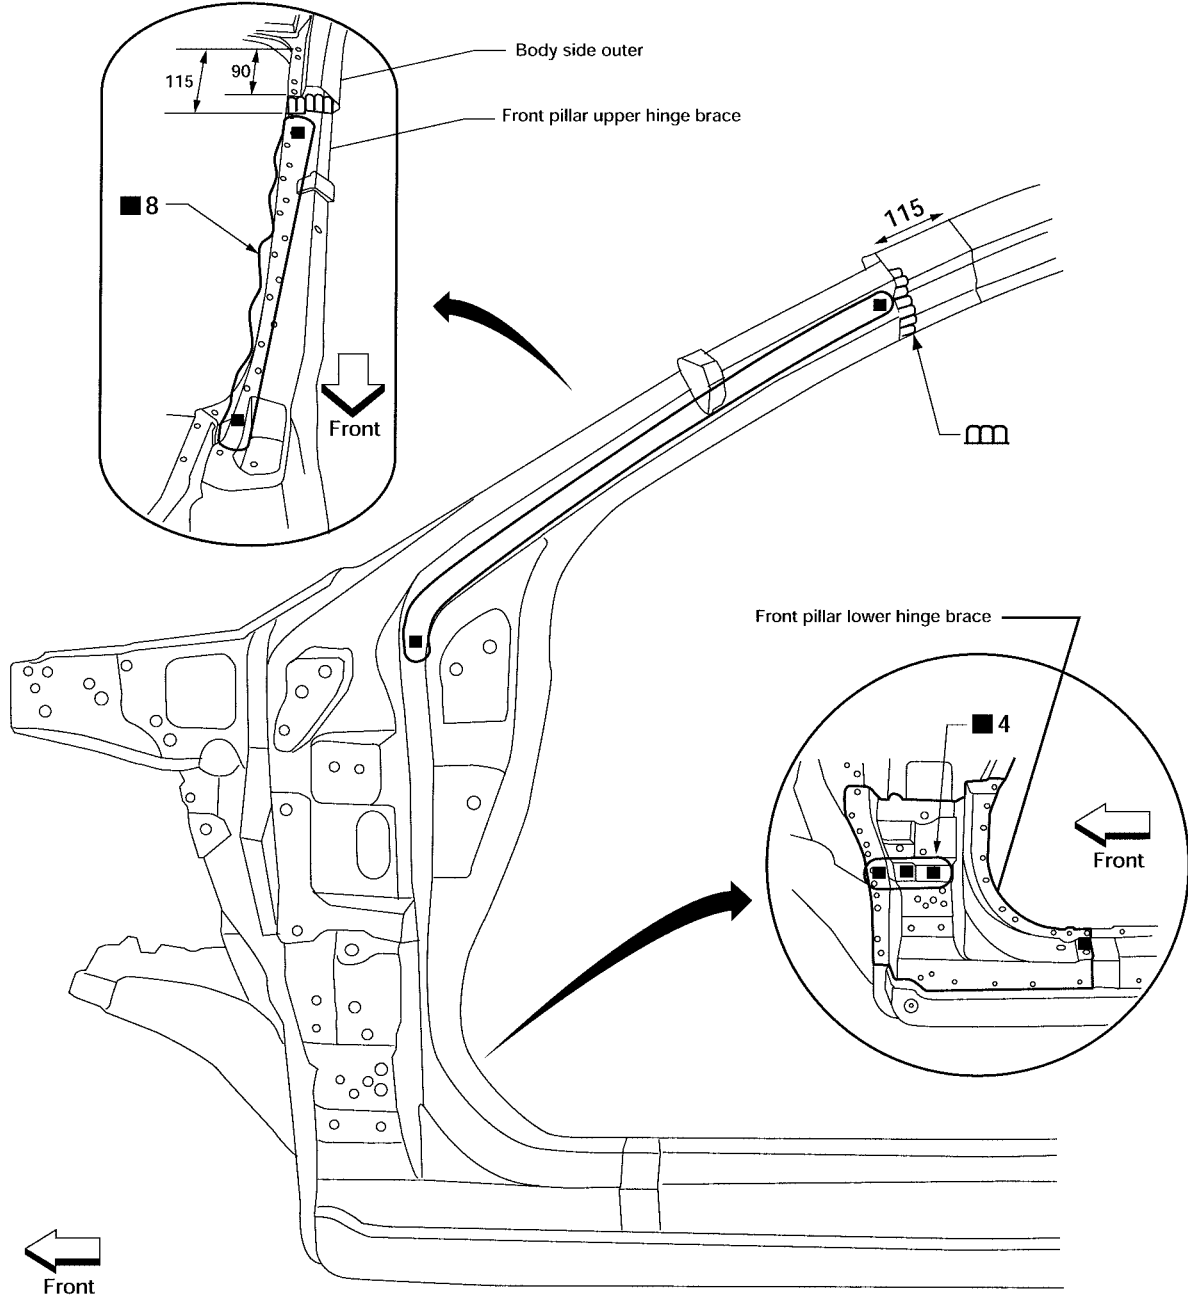 Body side outer
115
90
Front pillar upper hinge brace
8
115
Front
Front pillar lower hinge brace
4
Front
Front